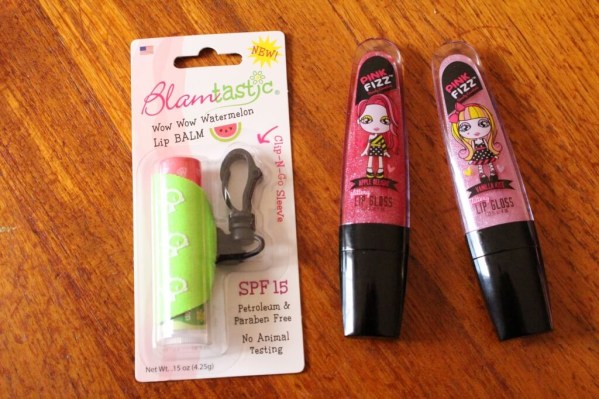 NEW!
Blamtastic®
Wow Wow Watermelon
Lip BALM
Clip-N-Go Sleeve
SPF 15
Petroleum &
Paraben Free
No Animal
Testing
Net Wt. .15 oz (4.25g)
PINK
FIZZ
LIP GLOSS
PINK
FIZZ
LIP GLOSS